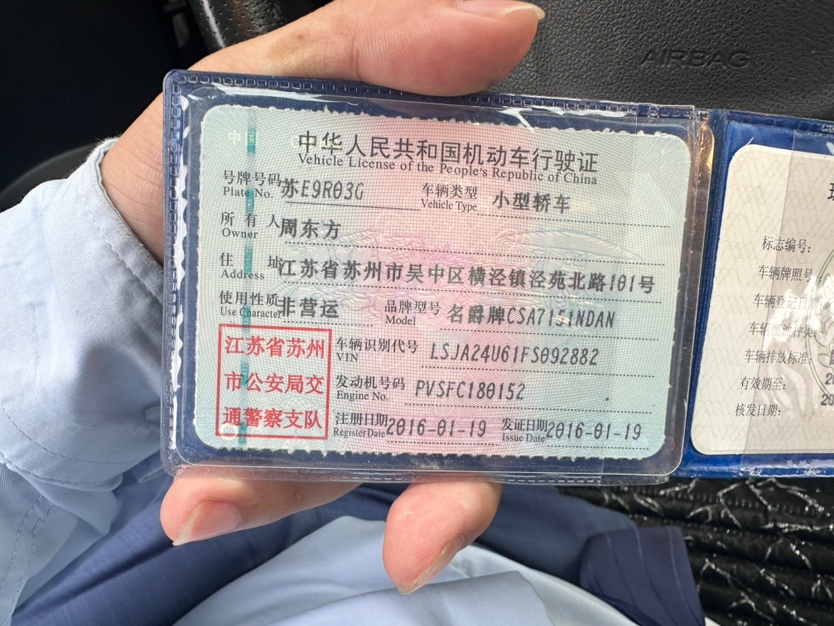 AIRBAG
中华人民共和国机动车行驶证
Vehicle License of the People's Republic of China
号牌号码 苏E9R03G 车辆类型 小型轿车
Plate No. Vehicle Type
所有人 周东方
Owner
住址 江苏省苏州市吴中区横泾镇泾苑北路101号
Address
使用性质 非营运 品牌型号 名爵牌CSA7151NDAN
Use Character Model
江苏省苏州
市公安局交
通警察支队
车辆识别代号 LSJA24U61FS092882
VIN
发动机号码 PVSFC180152
Engine No.
注册日期 2016-01-19 发证日期 2016-01-19
Register Date Issue Date
标志编号:
车辆牌照号
车辆排放标准:
有效期至:
核发日期: